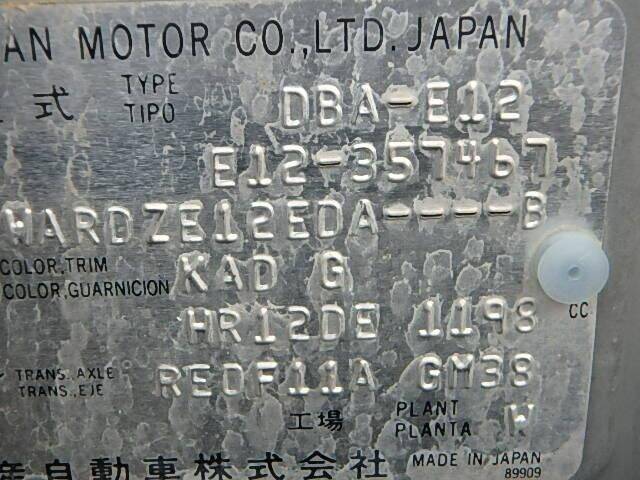 AN MOTOR CO.,LTD. JAPAN
式 TYPE TIPO DBA-E12
E12-357467
WARDZE12EDA----B
COLOR,TRIM KAD G
COLOR,GUARNICION
HR12DE 1198 CC
TRANS.,AXLE RE0F11A GM38
TRANS.,EJE
工場 PLANT PLANTA W
産自動車株式会社 MADE IN JAPAN
89909